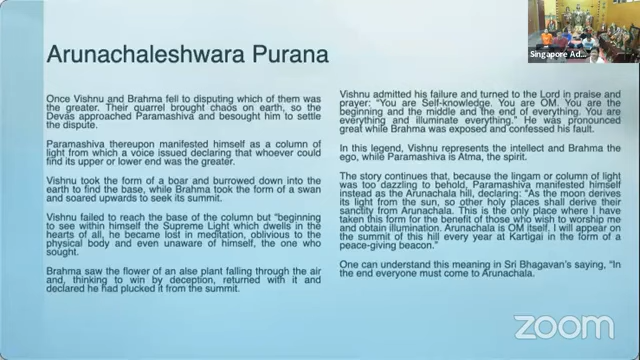 Singapore Ad...
Arunachaleshwara Purana
Once Vishnu and Brahma fell to disputing which of them was
the greater. Their quarrel brought chaos on earth, so the
Devas approached Paramashiva and besought him to settle
the dispute.
Paramashiva thereupon manifested himself as a column of
light from which a voice issued declaring that whoever could
find its upper or lower end was the greater.
Vishnu took the form of a boar and burrowed down into the
earth to find the base, while Brahma took the form of a swan
and soared upwards to seek its summit.
Vishnu failed to reach the base of the column but "beginning
to see within himself the Supreme Light which dwells in the
hearts of all, he became lost in meditation, oblivious to the
physical body and even unaware of himself, the one who
sought.
Brahma saw the flower of an alse plant falling through the
air and, thinking to win by deception, returned with it and
declared he had plucked it from the summit.
Vishnu admitted his failure and turned to the Lord in praise and
prayer: "You are Self-knowledge. You are OM. You are the
beginning and the middle and the end of everything. You are
everything and illuminate everything." He was pronounced
great while Brahma was exposed and confessed his fault.
In this legend, Vishnu represents the intellect and Brahma the
ego, while Paramashiva is Atma, the spirit.
The story continues that, because the lingam or column of light
was too dazzling to behold, Paramashiva manifested himself
instead as the Arunachala hill, declaring: "As the moon derives
its light from the sun, so other holy places shall derive their
sanctity from Arunachala. This is the only place where I have
taken this form for the benefit of those who wish to worship me
and obtain illumination. Arunachala is OM itself. I will appear
on the summit of this hill every year at Kartigai in the form of a
peace-giving beacon."
One can understand this meaning in Sri Bhagavan's saying, "In
the end everyone must come to Arunachala.
zoom